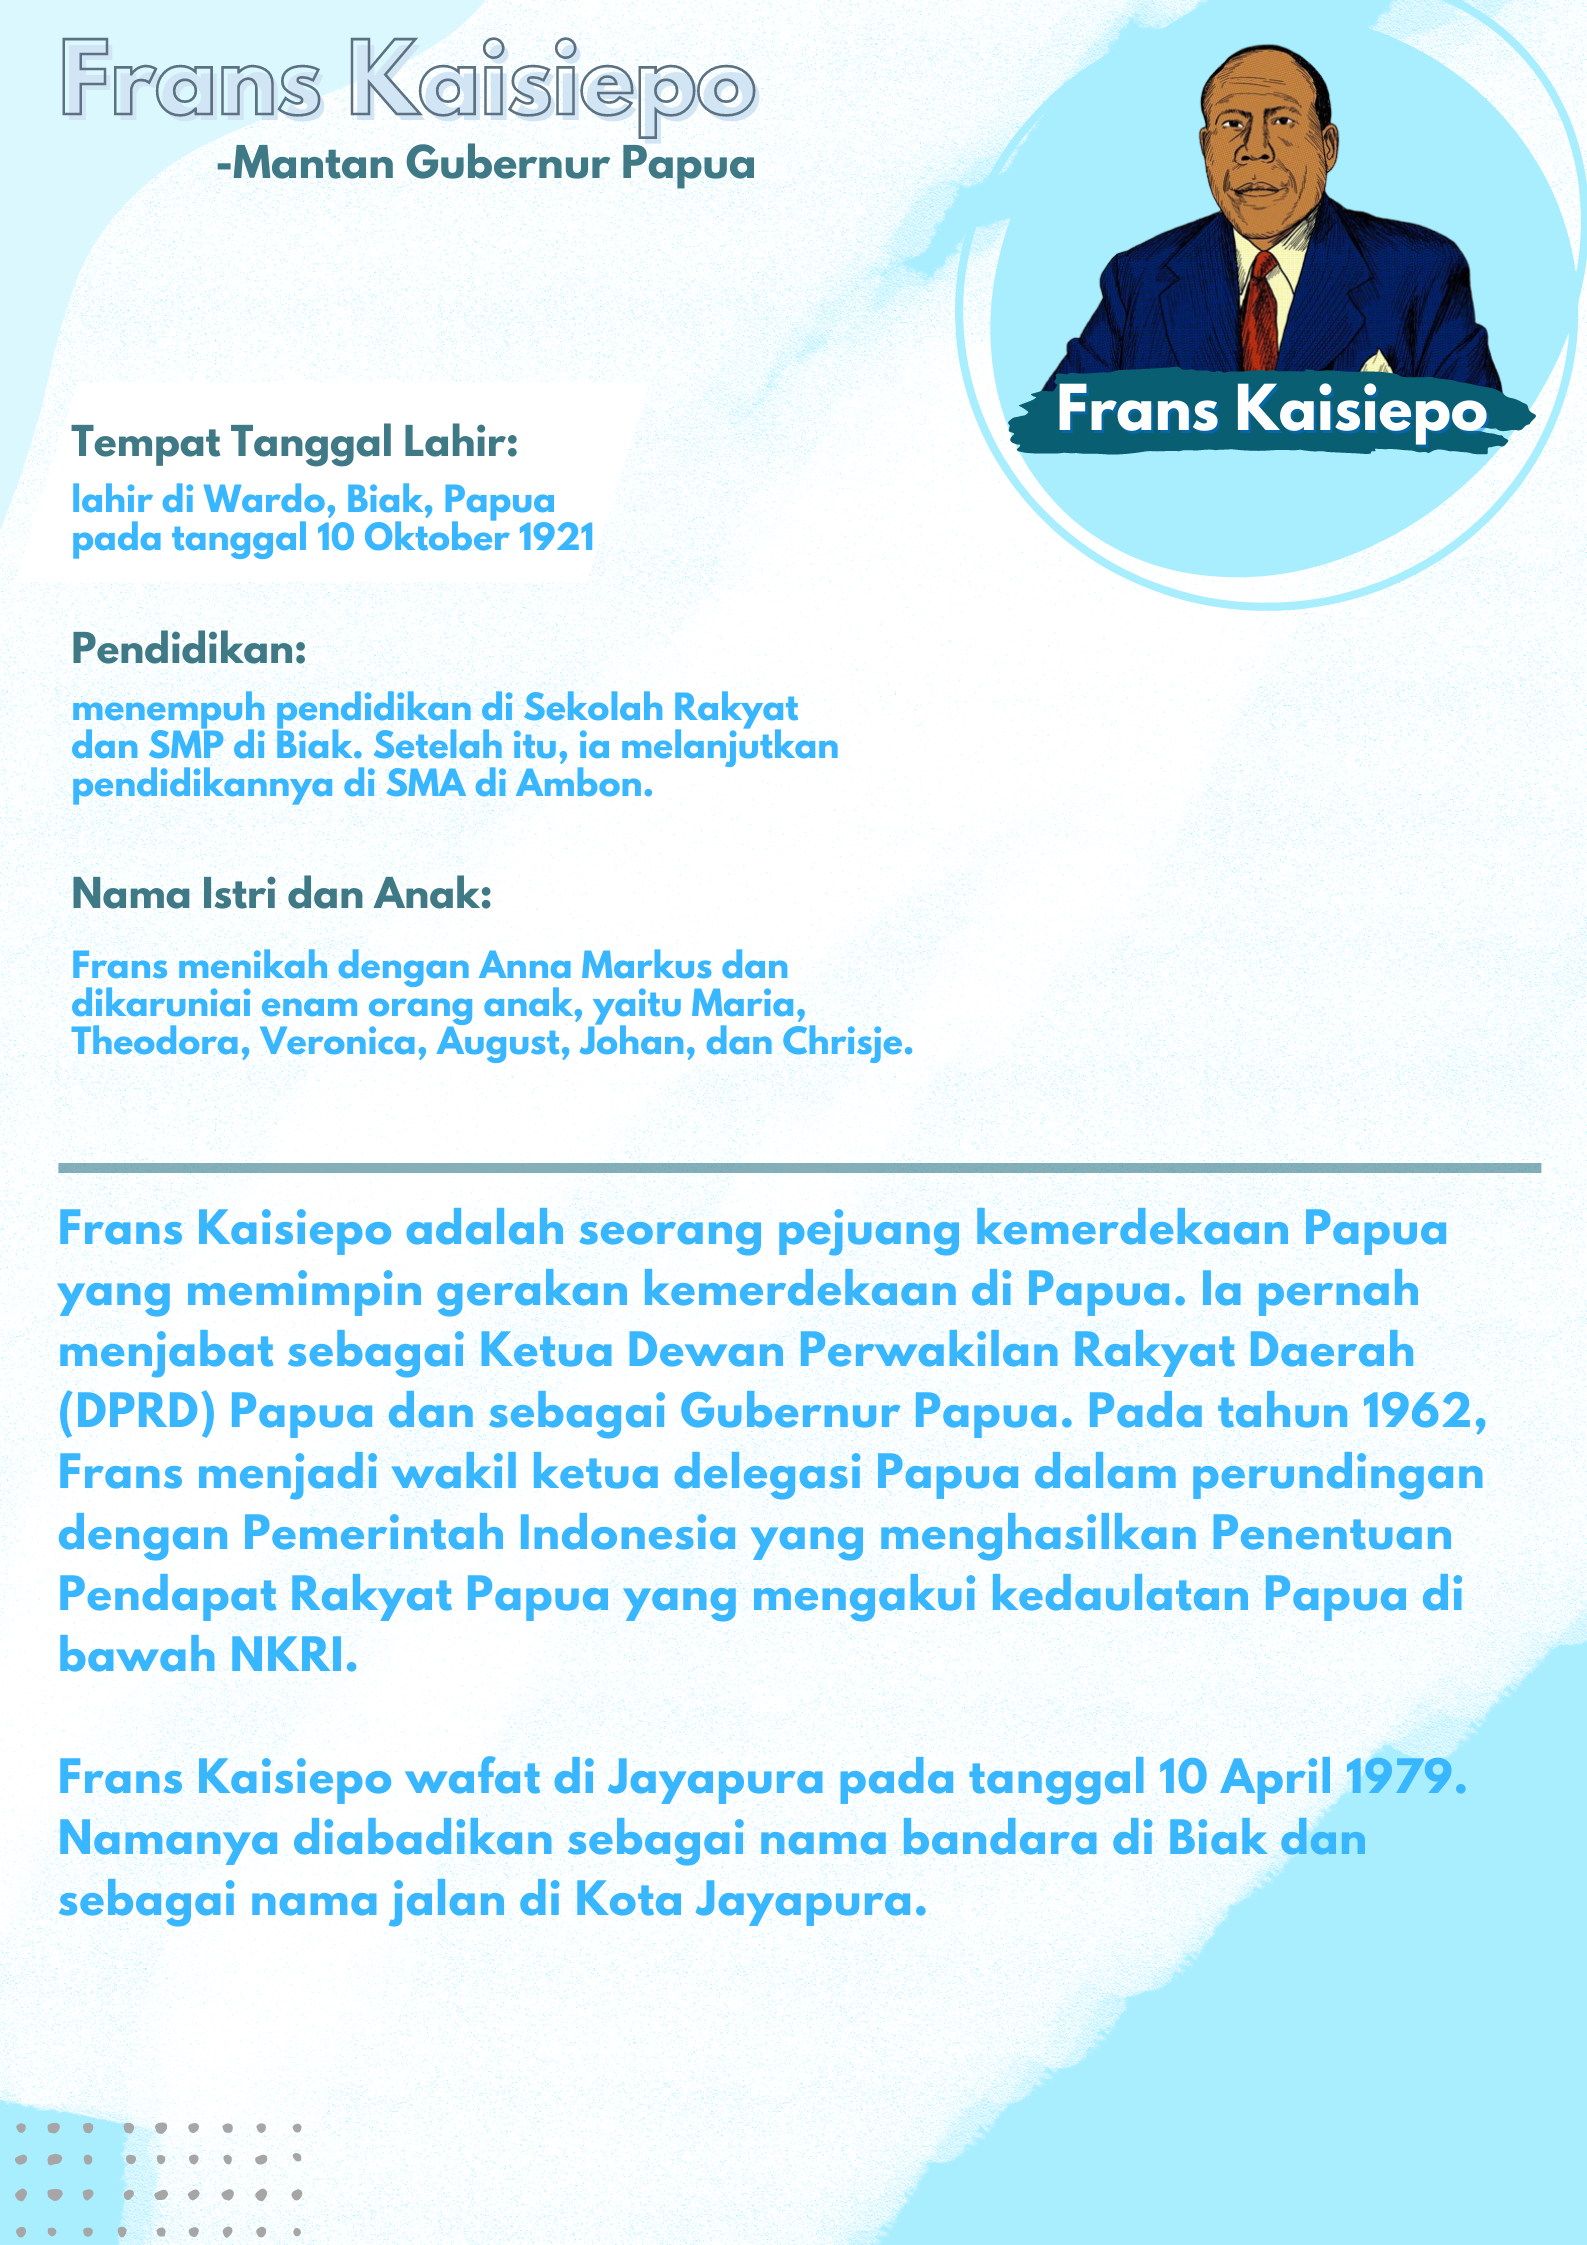 Frans Kaisiepo
-Mantan Gubernur Papua
Frans Kaisiepo
Tempat Tanggal Lahir:
lahir di Wardo, Biak, Papua
pada tanggal 10 Oktober 1921
Pendidikan:
menempuh pendidikan di Sekolah Rakyat
dan SMP di Biak. Setelah itu, ia melanjutkan
pendidikannya di SMA di Ambon.
Nama Istri dan Anak:
Frans menikah dengan Anna Markus dan
dikaruniai enam orang anak, yaitu Maria,
Theodora, Veronica, August, Johan, dan Chrisje.
Frans Kaisiepo adalah seorang pejuang kemerdekaan Papua
yang memimpin gerakan kemerdekaan di Papua. Ia pernah
menjabat sebagai Ketua Dewan Perwakilan Rakyat Daerah
(DPRD) Papua dan sebagai Gubernur Papua. Pada tahun 1962,
Frans menjadi wakil ketua delegasi Papua dalam perundingan
dengan Pemerintah Indonesia yang menghasilkan Penentuan
Pendapat Rakyat Papua yang mengakui kedaulatan Papua di
bawah NKRI.
Frans Kaisiepo wafat di Jayapura pada tanggal 10 April 1979.
Namanya diabadikan sebagai nama bandara di Biak dan
sebagai nama jalan di Kota Jayapura.